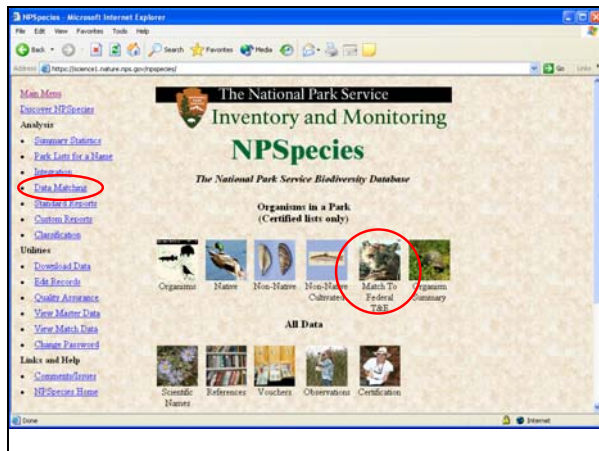 NPSpecies - Microsoft Internet Explorer
File Edit View Favorites Tools Help
Back Search Favorites Media
Address https://science1.nature.nps.gov/npspecies/ Go Links
Main Menu
Discover NPSpecies
Analysis
Summary Statistics
Park Lists for a Name
Integration
Data Matching
Standard Reports
Custom Reports
Classification
Utilities
Download Data
Edit Records
Quality Assurance
View Master Data
View Match Data
Change Password
Links and Help
Comments/Issues
NPSpecies Home
The National Park Service
Inventory and Monitoring
NPSpecies
The National Park Service Biodiversity Database
Organisms in a Park
(Certified lists only)
Organisms Native Non-Native Non-Native Match To Organism
Cultivated Federal Summary
T&E
All Data
Scientific References Vouchers Observations Certification
Names
Done Internet